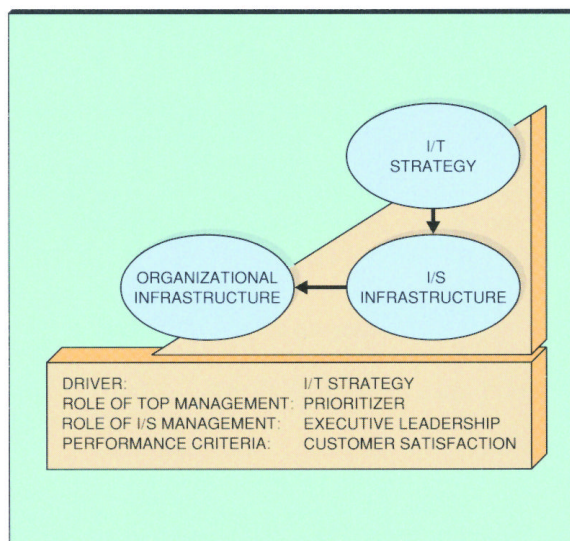 I/T
STRATEGY
ORGANIZATIONAL
INFRASTRUCTURE
I/S
INFRASTRUCTURE
DRIVER: I/T STRATEGY
ROLE OF TOP MANAGEMENT: PRIORITIZER
ROLE OF I/S MANAGEMENT: EXECUTIVE LEADERSHIP
PERFORMANCE CRITERIA: CUSTOMER SATISFACTION